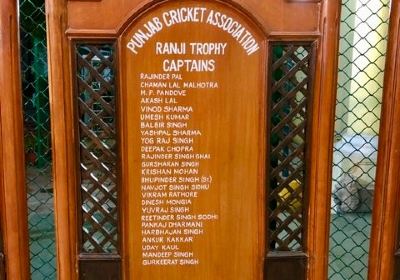 PUNJAB CRICKET ASSOCIATION
RANJI TROPHY
CAPTAINS
RAJINDER PAL
CHAMAN LAL MALHOTRA
M. P. PANDOVE
AKASH LAL
VINOD SHARMA
UMESH KUMAR
BALBIR SINGH
YASHPAL SHARMA
YOG RAJ SINGH
DEEPAK CHOPRA
RAJINDER SINGH GHAI
GURSHARAN SINGH
KRISHAN MOHAN
BHUPINDER SINGH (Sr.)
NAVJOT SINGH SIDHU
VIKRAM RATHORE
DINESH MONGIA
YUVRAJ SINGH
REETINDER SINGH SODHI
PANKAJ DHARMANI
HARBHAJAN SINGH
ANKUR KAKKAR
UDAY KAUL
MANDEEP SINGH
GURKEERAT SINGH